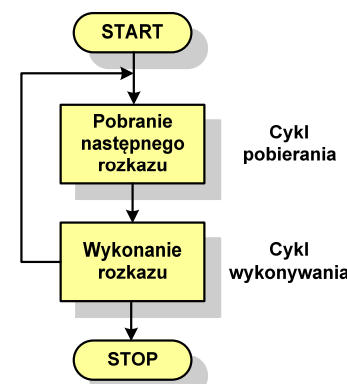 START
Pobranie
następnego
rozkazu
Cykl
pobierania
Wykonanie
rozkazu
Cykl
wykonywania
STOP